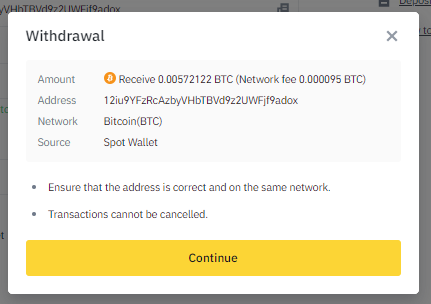 yVHbTBVd9z2UWFjf9adox
Withdrawal
Amount Receive 0.00572122 BTC (Network fee 0.000095 BTC)
Address 12iu9YFzRcAzbyVHbTBVd9z2UWFjf9adox
Network Bitcoin(BTC)
Source Spot Wallet
• Ensure that the address is correct and on the same network.
• Transactions cannot be cancelled.
Continue